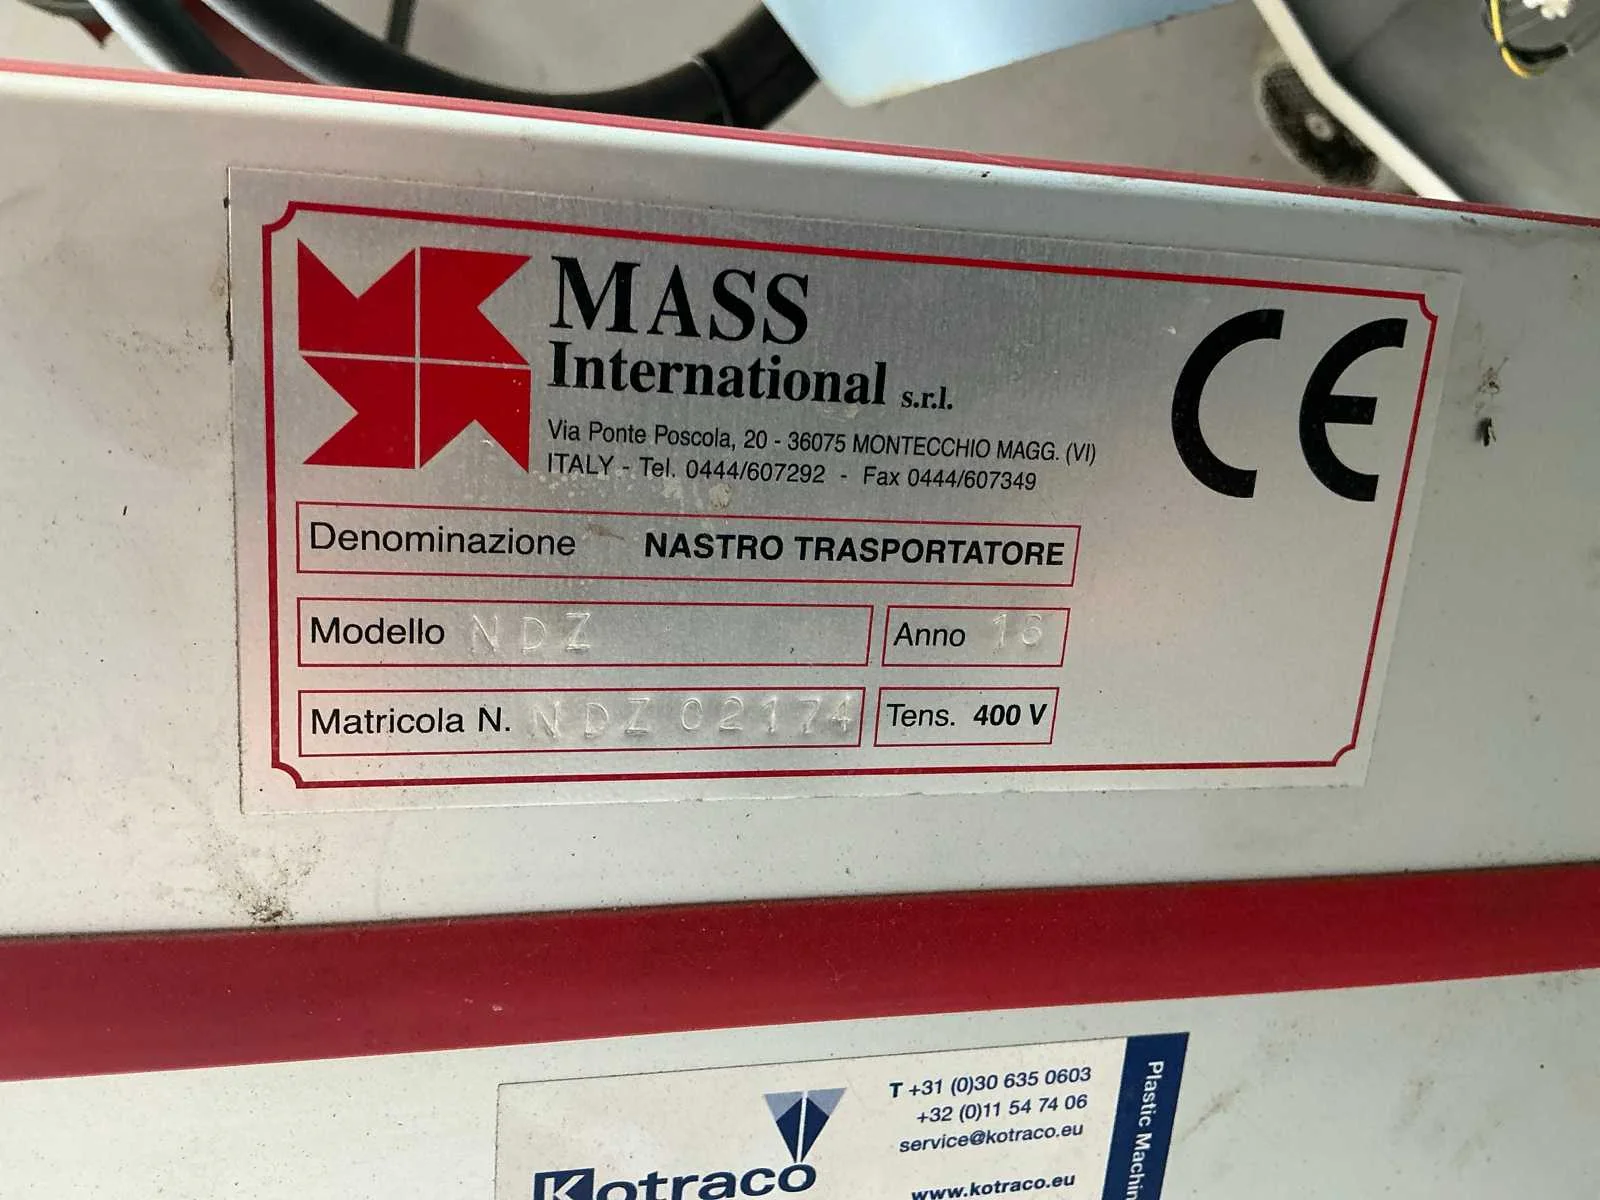 MASS
International s.r.l.
Via Ponte Poscola, 20 - 36075 MONTECCHIO MAGG. (VI)
ITALY - Tel. 0444/607292 - Fax 0444/607349
CE
Denominazione NASTRO TRASPORTATORE
Modello NDZ
Anno 16
Matricola N. NDZ02174
Tens. 400 V
T +31 (0)30 635 0603
+32 (0)11 54 74 06
service@kotraco.eu
www.kotraco.eu
Kotraco
Plastic Machin